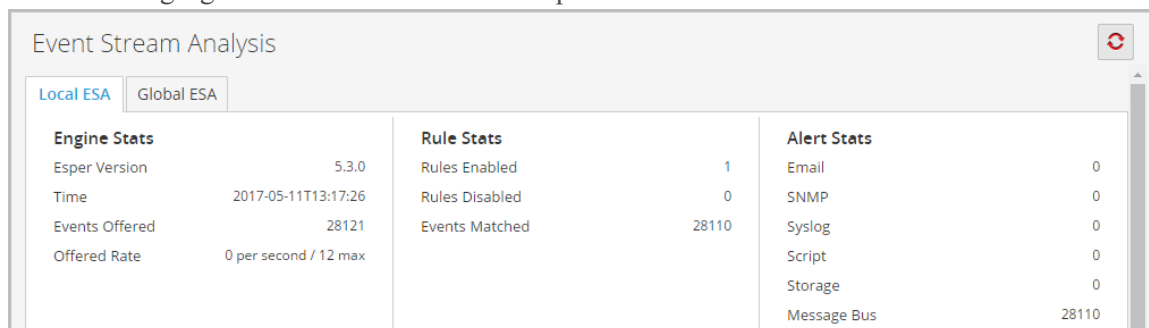 Event Stream Analysis
Local ESA Global ESA
Engine Stats
Esper Version 5.3.0
Time 2017-05-11T13:17:26
Events Offered 28121
Offered Rate 0 per second / 12 max
Rule Stats
Rules Enabled 1
Rules Disabled 0
Events Matched 28110
Alert Stats
Email 0
SNMP 0
Syslog 0
Script 0
Storage 0
Message Bus 28110